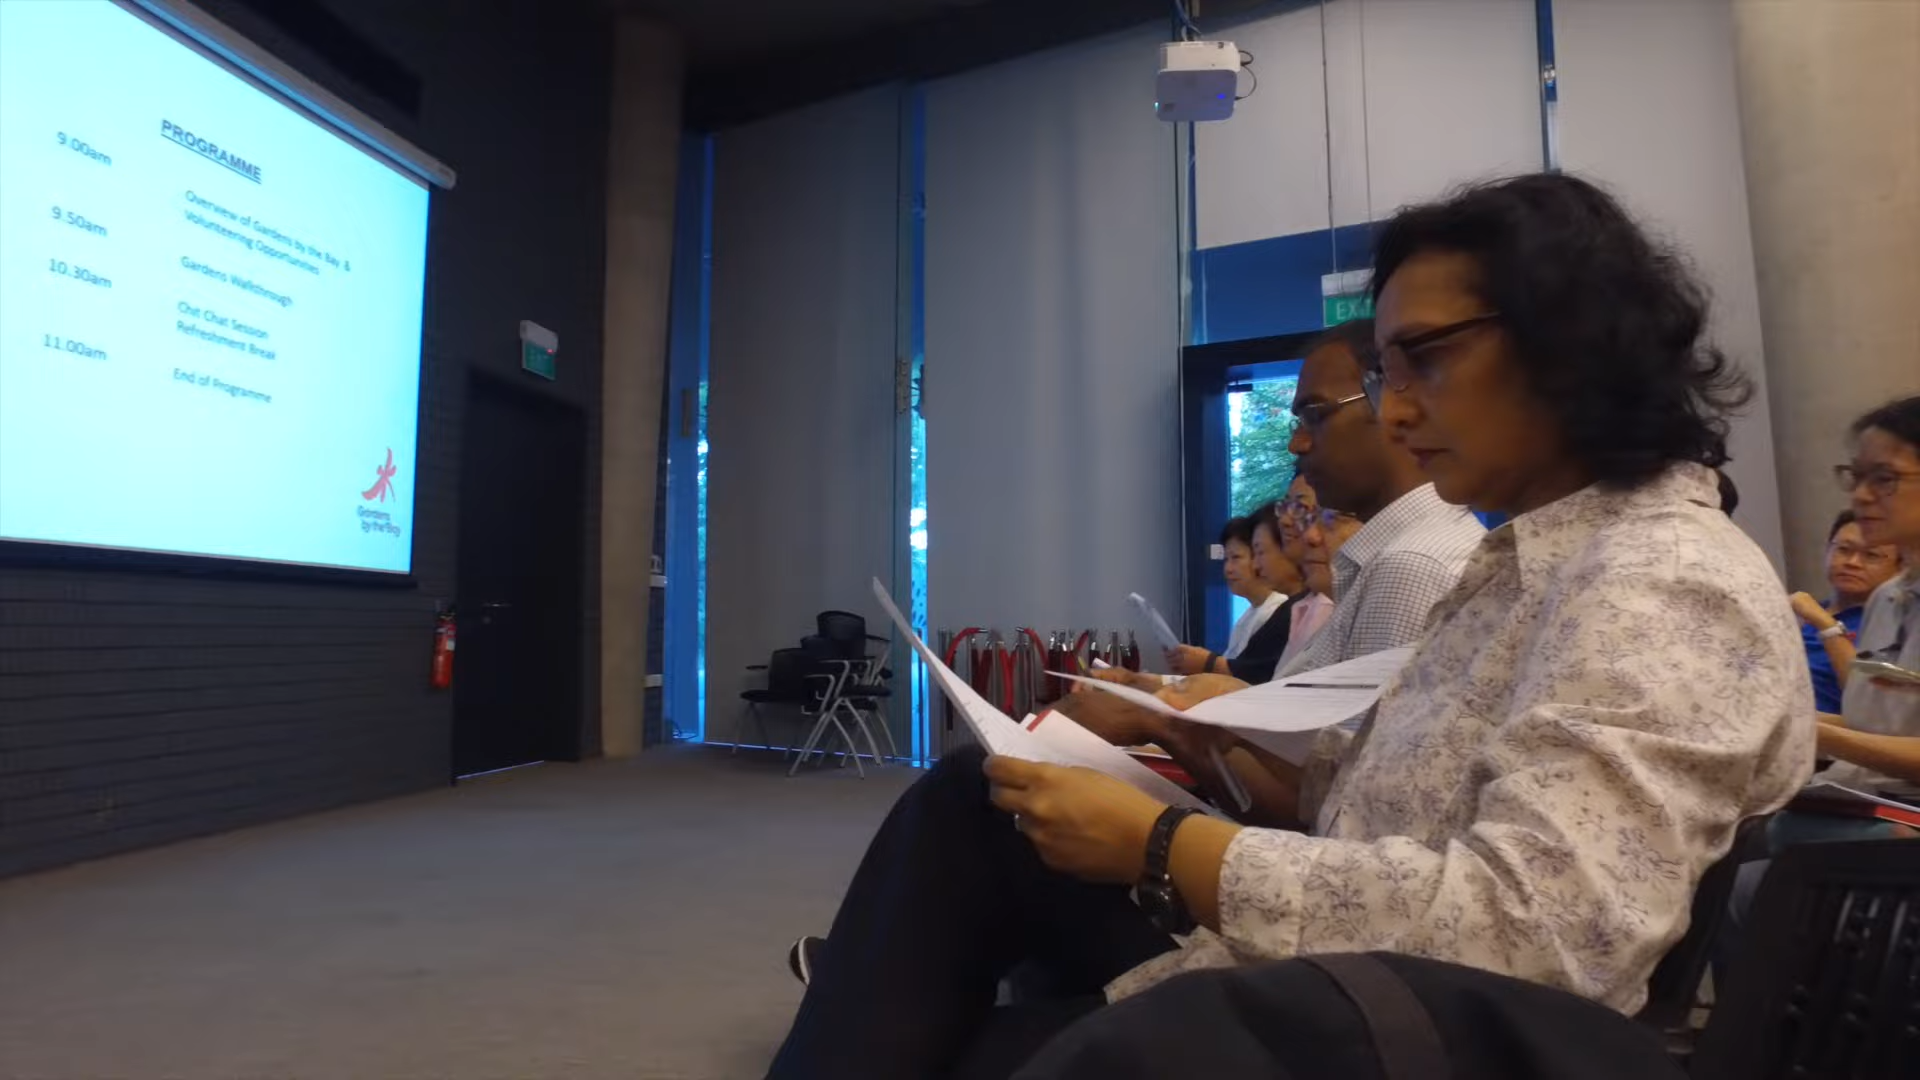 PROGRAMME
9.00am
Overview of Gardens by the Bay &
Volunteering Opportunities
9.50am
Gardens Walkthrough
10.30am
Chit Chat Session
Refreshment Break
11.00am
End of Programme
Gardens
by the Bay
EXIT
EXIT